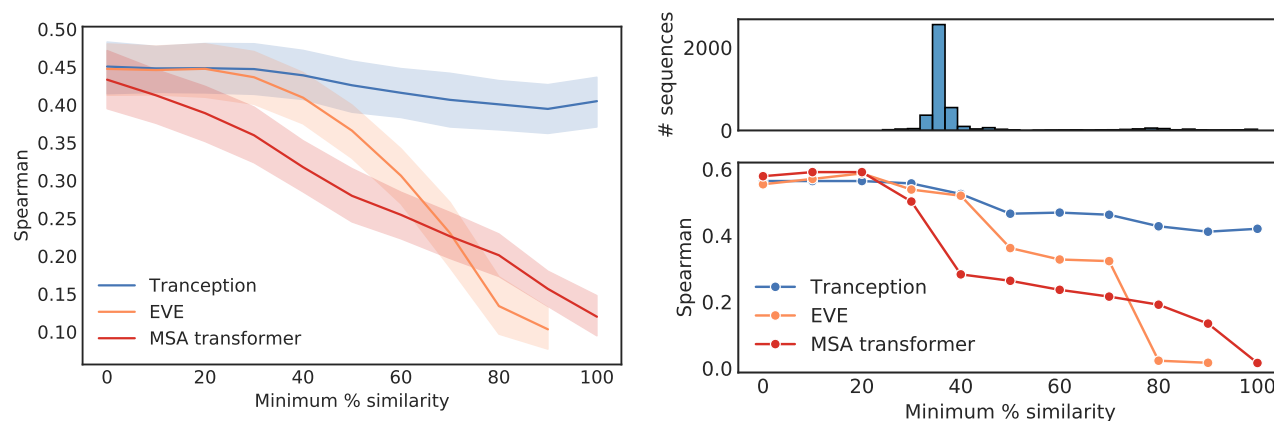 0.50
0.45
0.40
0.35
0.30
0.25
0.20
0.15
0.10
Spearman
Tranception
EVE
MSA transformer
0 20 40 60 80 100
Minimum % similarity
# sequences
2000
0
0.6
0.4
0.2
0.0
Spearman
Tranception
EVE
MSA transformer
0 20 40 60 80 100
Minimum % similarity